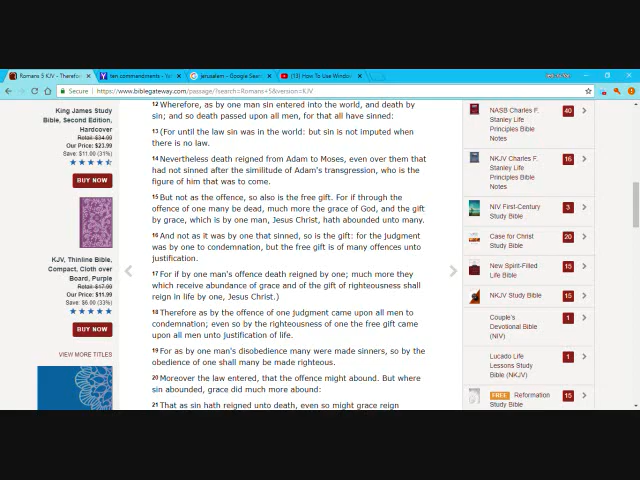 Romans 5 KJV - Therefor
ten commandments - Ya
jerusalem - Google Sear
(13) How To Use Window
Secure
https://www.biblegateway.com/passage/?search=Romans+5&version=KJV
King James Study
Bible, Second Edition,
Hardcover
Retail: $34.99
Our Price: $23.99
Save: $11.00 (31%)
BUY NOW
KJV, Thinline Bible,
Compact, Cloth over
Board, Purple
Retail: $17.99
Our Price: $11.99
Save: $6.00 (33%)
BUY NOW
VIEW MORE TITLES
12 Wherefore, as by one man sin entered into the world, and death by
sin; and so death passed upon all men, for that all have sinned:
13 (For until the law sin was in the world: but sin is not imputed when
there is no law.
14 Nevertheless death reigned from Adam to Moses, even over them that
had not sinned after the similitude of Adam's transgression, who is the
figure of him that was to come.
15 But not as the offence, so also is the free gift. For if through the
offence of one many be dead, much more the grace of God, and the gift
by grace, which is by one man, Jesus Christ, hath abounded unto many.
16 And not as it was by one that sinned, so is the gift: for the judgment
was by one to condemnation, but the free gift is of many offences unto
justification.
17 For if by one man's offence death reigned by one; much more they
which receive abundance of grace and of the gift of righteousness shall
reign in life by one, Jesus Christ.)
18 Therefore as by the offence of one judgment came upon all men to
condemnation; even so by the righteousness of one the free gift came
upon all men unto justification of life.
19 For as by one man's disobedience many were made sinners, so by the
obedience of one shall many be made righteous.
20 Moreover the law entered, that the offence might abound. But where
sin abounded, grace did much more abound:
21 That as sin hath reigned unto death, even so might grace reign
NASB Charles F.
Stanley Life
Principles Bible
Notes
40
NKJV Charles F.
Stanley Life
Principles Bible
Notes
16
NIV First-Century
Study Bible
3
Case for Christ
Study Bible
20
New Spirit-Filled
Life Bible
15
NKJV Study Bible
15
Couple's
Devotional Bible
(NIV)
1
Lucado Life
Lessons Study
Bible (NKJV)
1
FREE Reformation
Study Bible
15